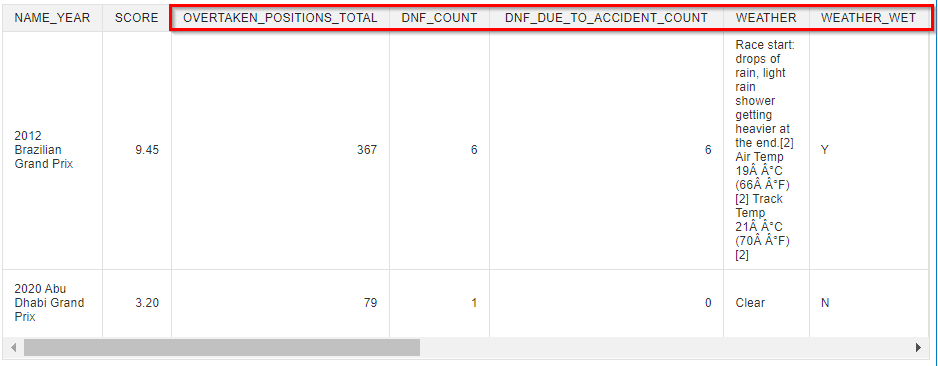 NAME_YEAR SCORE OVERTAKEN_POSITIONS_TOTAL DNF_COUNT DNF_DUE_TO_ACCIDENT_COUNT WEATHER WEATHER_WET
2012
Brazilian
Grand Prix
9.45
367
6
6
Race start:
drops of
rain, light
rain
shower
getting
heavier at
the end.[2]
Air Temp
19Â Â°C
(66Â Â°F)
[2] Track
Temp
21Â Â°C
(70Â Â°F)
[2]
Y
2020 Abu
Dhabi Grand
Prix
3.20
79
1
0
Clear
N